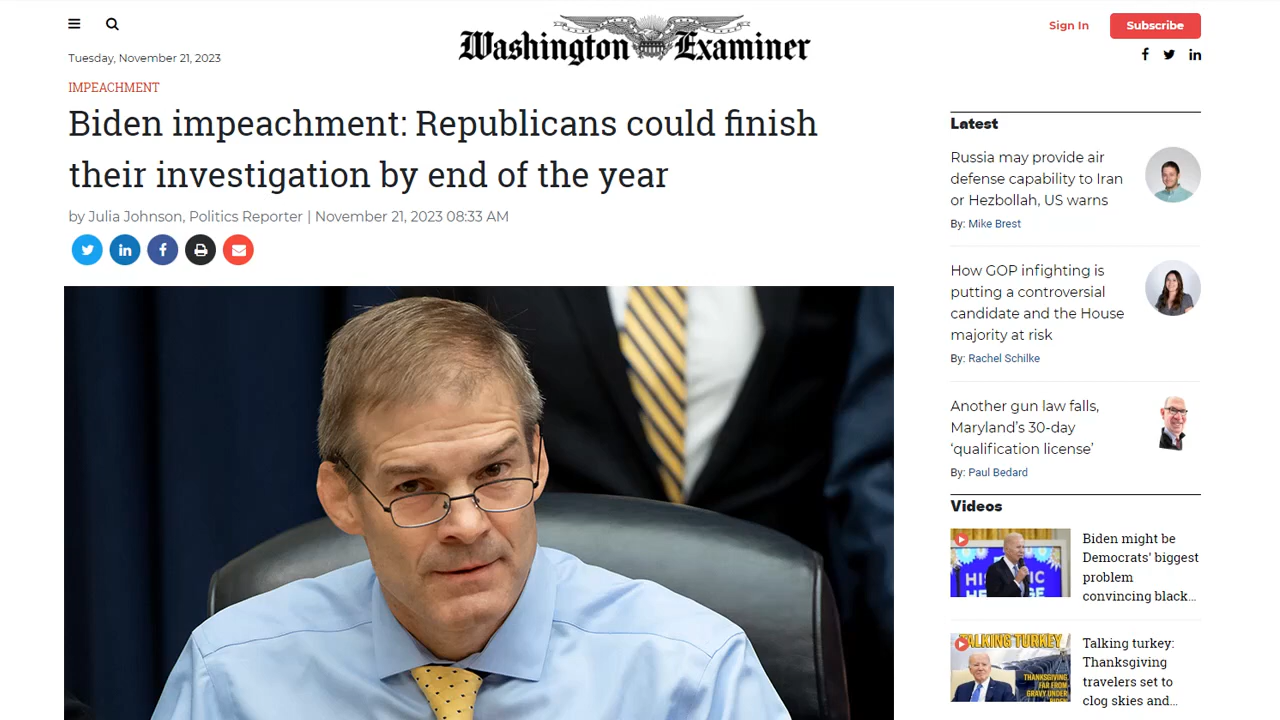 Washington Examiner
Sign In
Subscribe
Tuesday, November 21, 2023
IMPEACHMENT
Biden impeachment: Republicans could finish
their investigation by end of the year
by Julia Johnson, Politics Reporter | November 21, 2023 08:33 AM
Latest
Russia may provide air
defense capability to Iran
or Hezbollah, US warns
By: Mike Brest
How GOP infighting is
putting a controversial
candidate and the House
majority at risk
By: Rachel Schilke
Another gun law falls,
Maryland’s 30-day
‘qualification license’
By: Paul Bedard
Videos
Biden might be
Democrats' biggest
problem
convincing black...
Talking turkey:
Thanksgiving
travelers set to
clog skies and...
TALKING TURKEY
THANKSGIVING
FAR FROM
GRAVY UNDER